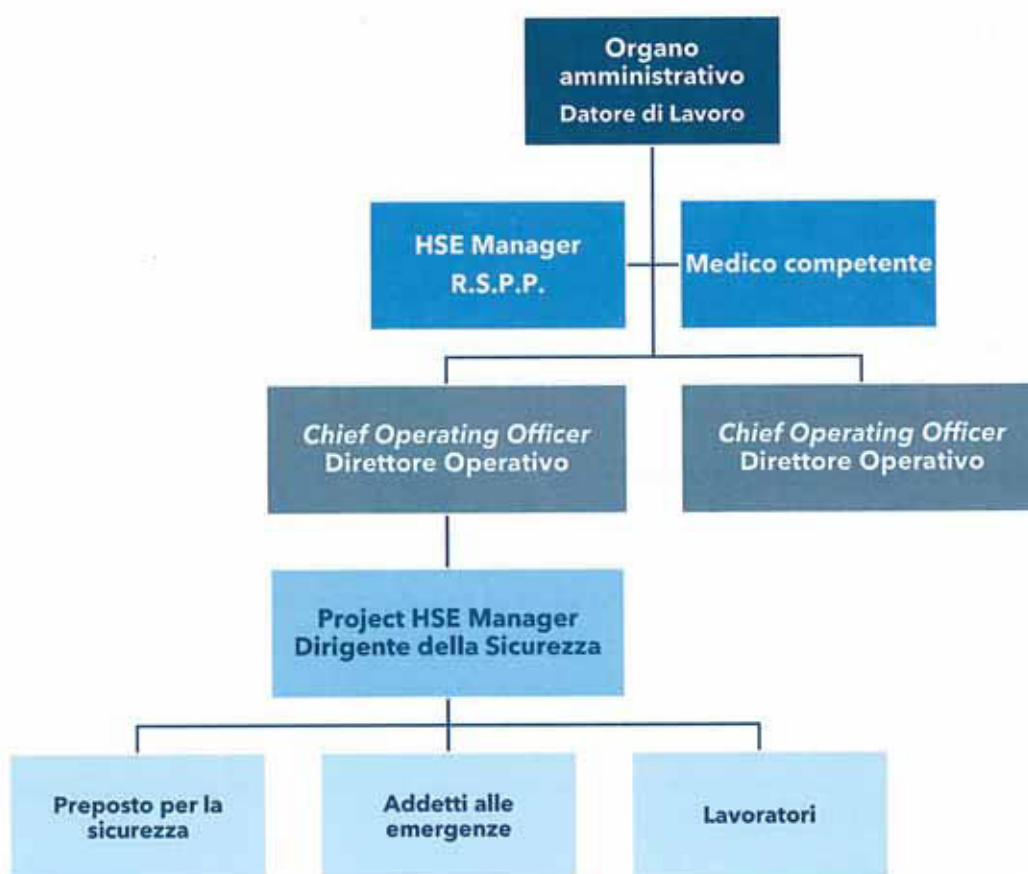 Organo
amministrativo
Datore di Lavoro
HSE Manager
R.S.P.P.
Medico competente
Chief Operating Officer
Direttore Operativo
Chief Operating Officer
Direttore Operativo
Project HSE Manager
Dirigente della Sicurezza
Preposto per la
sicurezza
Addetti alle
emergenze
Lavoratori